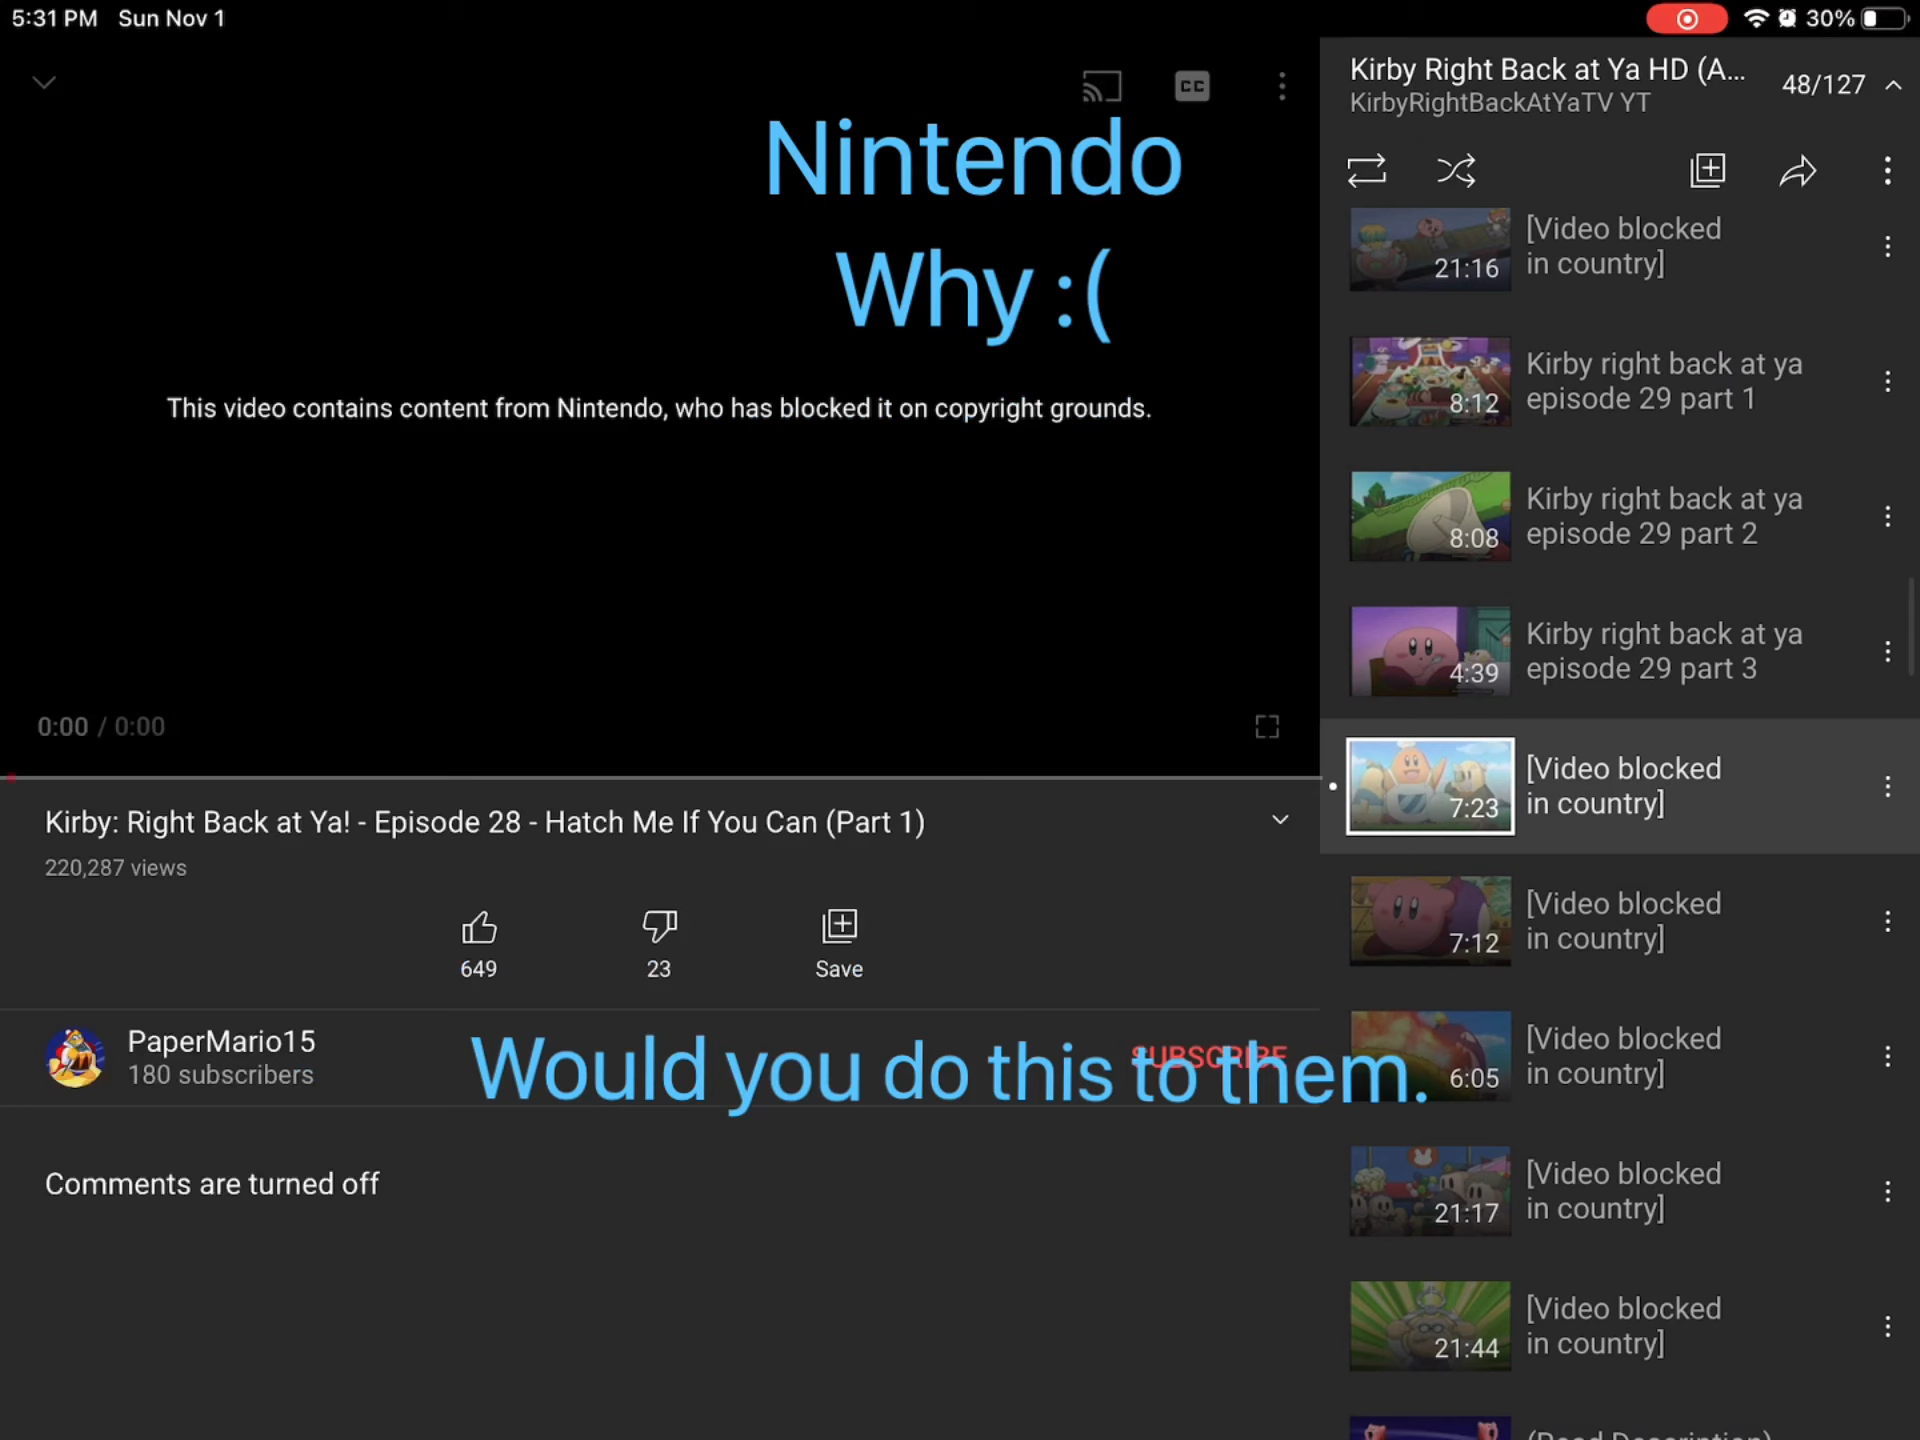 5:31 PM Sun Nov 1
30%
CC
Nintendo
Why :(
This video contains content from Nintendo, who has blocked it on copyright grounds.
0:00 / 0:00
Kirby: Right Back at Ya! - Episode 28 - Hatch Me If You Can (Part 1)
220,287 views
649
23
Save
PaperMario15
180 subscribers
SUBSCRIBE
Would you do this to them.
Comments are turned off
Kirby Right Back at Ya HD (A...
KirbyRightBackAtYaTV YT
48/127
21:16
[Video blocked
in country]
8:12
Kirby right back at ya
episode 29 part 1
8:08
Kirby right back at ya
episode 29 part 2
4:39
Kirby right back at ya
episode 29 part 3
7:23
[Video blocked
in country]
7:12
[Video blocked
in country]
6:05
[Video blocked
in country]
21:17
[Video blocked
in country]
21:44
[Video blocked
in country]
(Read Description)